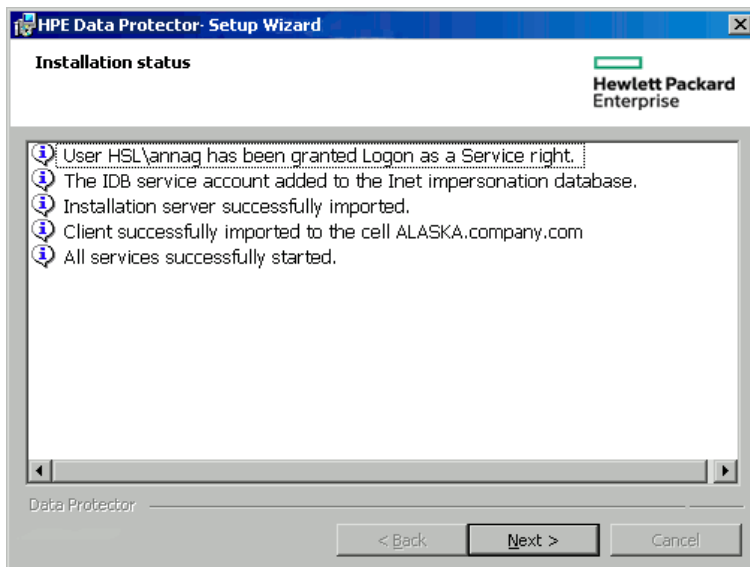 HPE Data Protector- Setup Wizard
Installation status
Hewlett Packard
Enterprise
User HSL\annag has been granted Logon as a Service right.
The IDB service account added to the Inet impersonation database.
Installation server successfully imported.
Client successfully imported to the cell ALASKA.company.com
All services successfully started.
Data Protector
< Back
Next >
Cancel